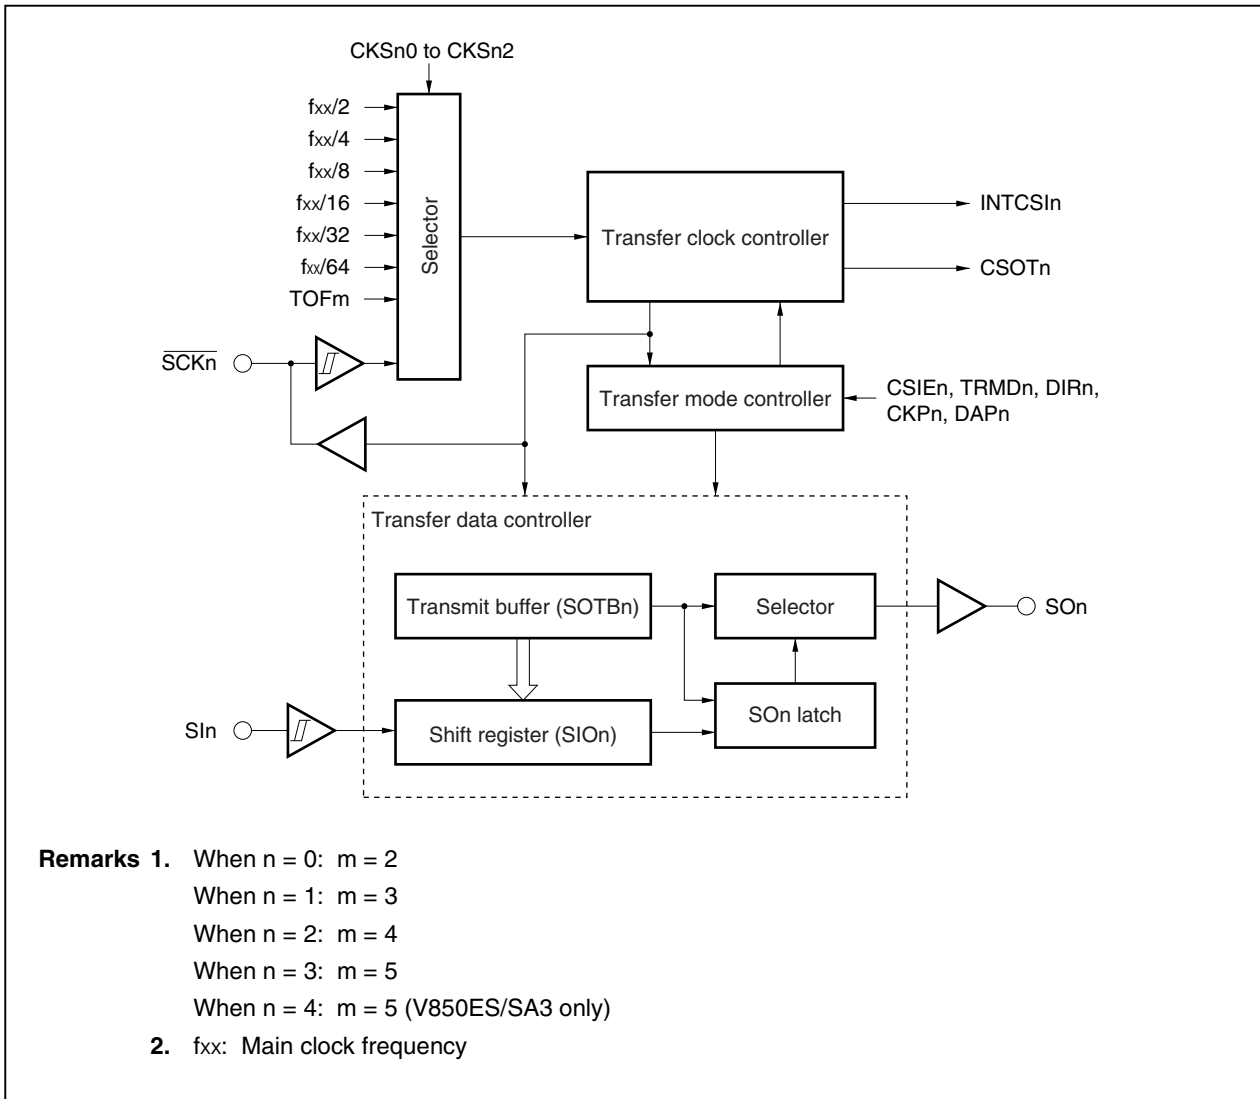 CKSn0 to CKSn2
fxx/2
fxx/4
fxx/8
fxx/16
fxx/32
fxx/64
TOFm
SCKn
Selector
Transfer clock controller
INTCSIn
CSOTn
Transfer mode controller
CSIEn, TRMDn, DIRn,
CKPn, DAPn
Transfer data controller
Transmit buffer (SOTBn)
Selector
SOn
SIn
Shift register (SIOn)
SOn latch
Remarks 1. When n = 0: m = 2
When n = 1: m = 3
When n = 2: m = 4
When n = 3: m = 5
When n = 4: m = 5 (V850ES/SA3 only)
2. fxx: Main clock frequency